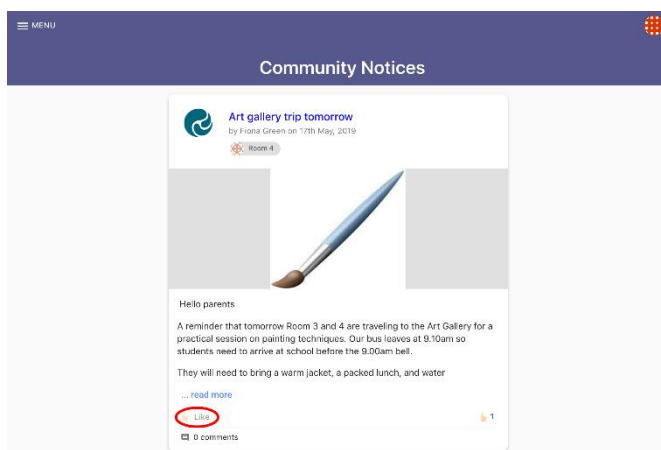 MENU
Community Notices
Art gallery trip tomorrow
by Fiona Green on 17th May, 2019
Room 4
Hello parents
A reminder that tomorrow Room 3 and 4 are traveling to the Art Gallery for a
practical session on painting techniques. Our bus leaves at 9.10am so
students need to arrive at school before the 9.00am bell.
They will need to bring a warm jacket, a packed lunch, and water
... read more
Like
1
0 comments